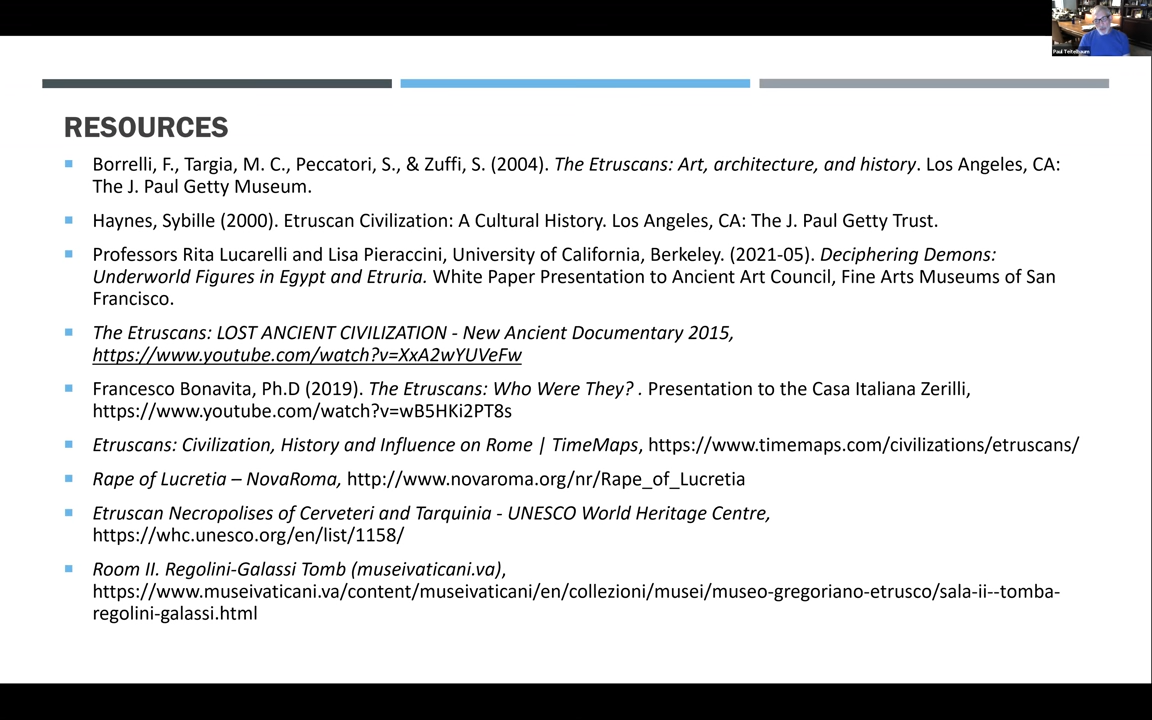 Paul Teitelbaum
RESOURCES
Borrelli, F., Targia, M. C., Peccatori, S., & Zuffi, S. (2004). The Etruscans: Art, architecture, and history. Los Angeles, CA:
The J. Paul Getty Museum.
Haynes, Sybille (2000). Etruscan Civilization: A Cultural History. Los Angeles, CA: The J. Paul Getty Trust.
Professors Rita Lucarelli and Lisa Pieraccini, University of California, Berkeley. (2021-05). Deciphering Demons:
Underworld Figures in Egypt and Etruria. White Paper Presentation to Ancient Art Council, Fine Arts Museums of San
Francisco.
The Etruscans: LOST ANCIENT CIVILIZATION - New Ancient Documentary 2015,
https://www.youtube.com/watch?v=XxA2wYUVeFw
Francesco Bonavita, Ph.D (2019). The Etruscans: Who Were They? . Presentation to the Casa Italiana Zerilli,
https://www.youtube.com/watch?v=wB5HKi2PT8s
Etruscans: Civilization, History and Influence on Rome | TimeMaps, https://www.timemaps.com/civilizations/etruscans/
Rape of Lucretia – NovaRoma, http://www.novaroma.org/nr/Rape_of_Lucretia
Etruscan Necropolises of Cerveteri and Tarquinia - UNESCO World Heritage Centre,
https://whc.unesco.org/en/list/1158/
Room II. Regolini-Galassi Tomb (museivaticani.va),
https://www.museivaticani.va/content/museivaticani/en/collezioni/musei/museo-gregoriano-etrusco/sala-ii--tomba-
regolini-galassi.html